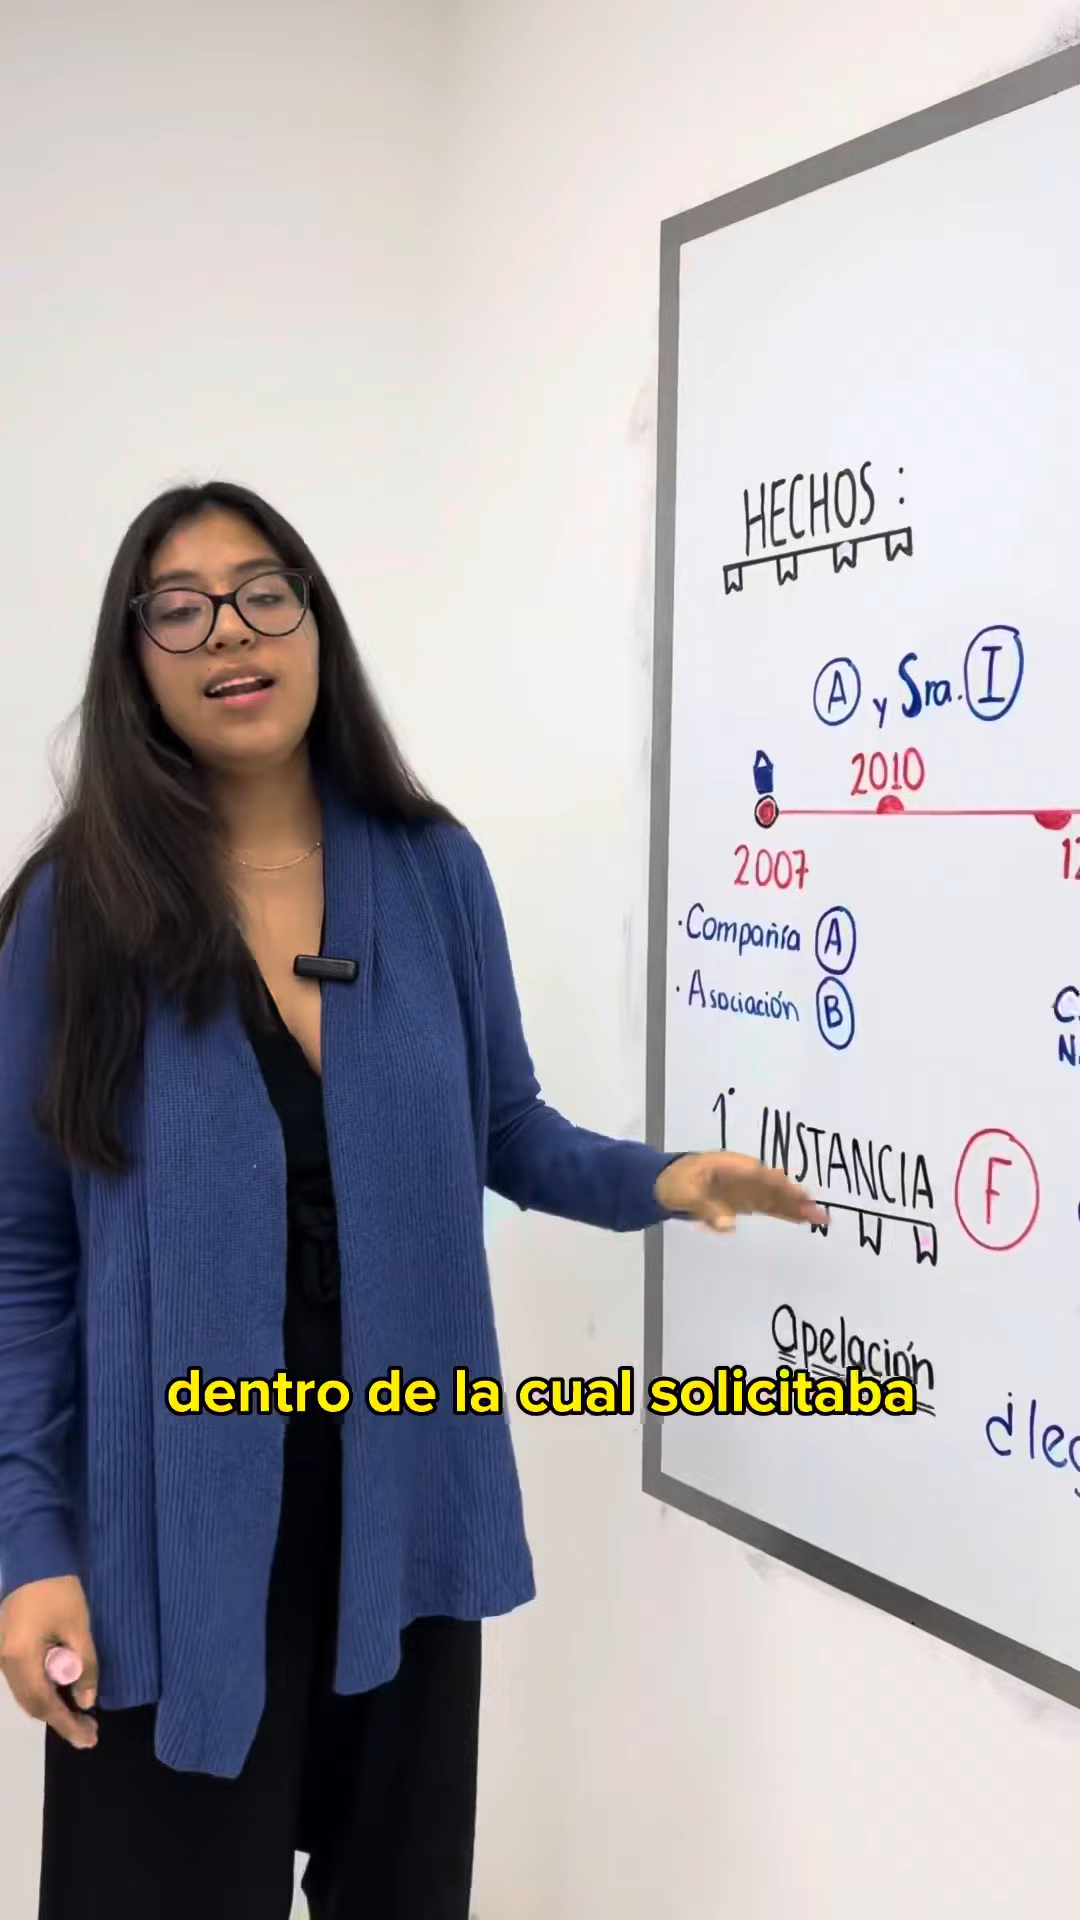 HECHOS:
A y Sra. I
2010
2007
· Compañía A
· Asociación B
1° INSTANCIA F
Apelación
dentro de la cual solicitaba